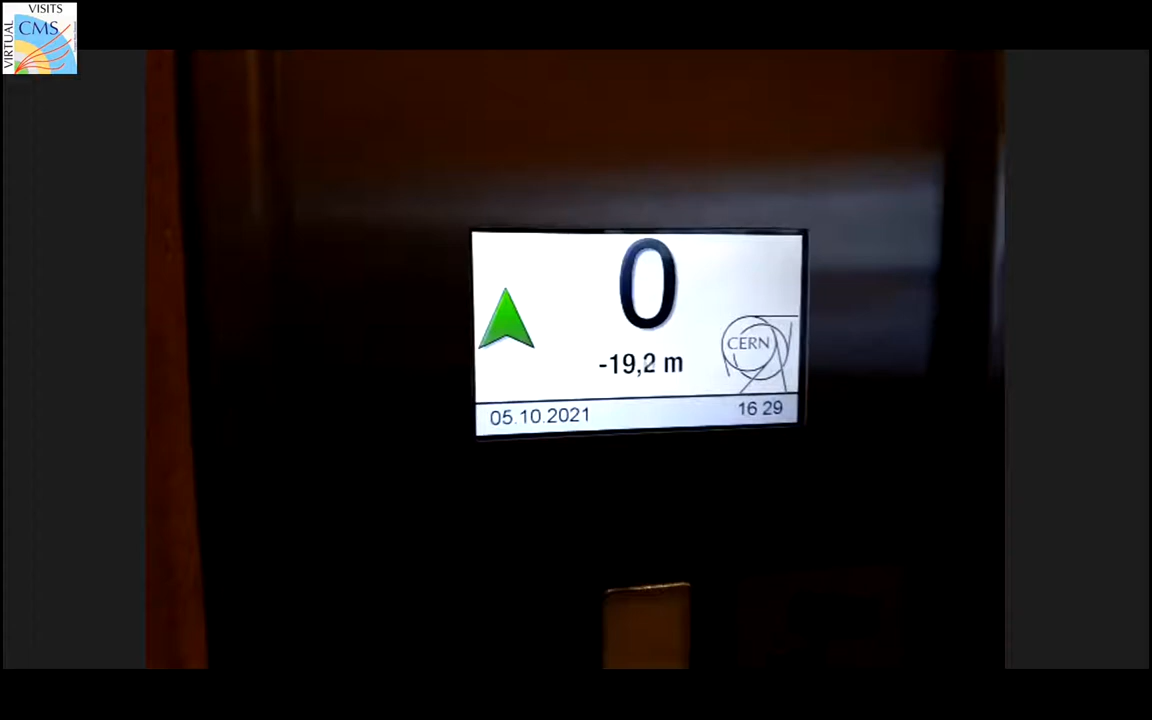 VISITS
CMS
VIRTUAL
0
-19,2 m
CERN
05.10.2021
16 29